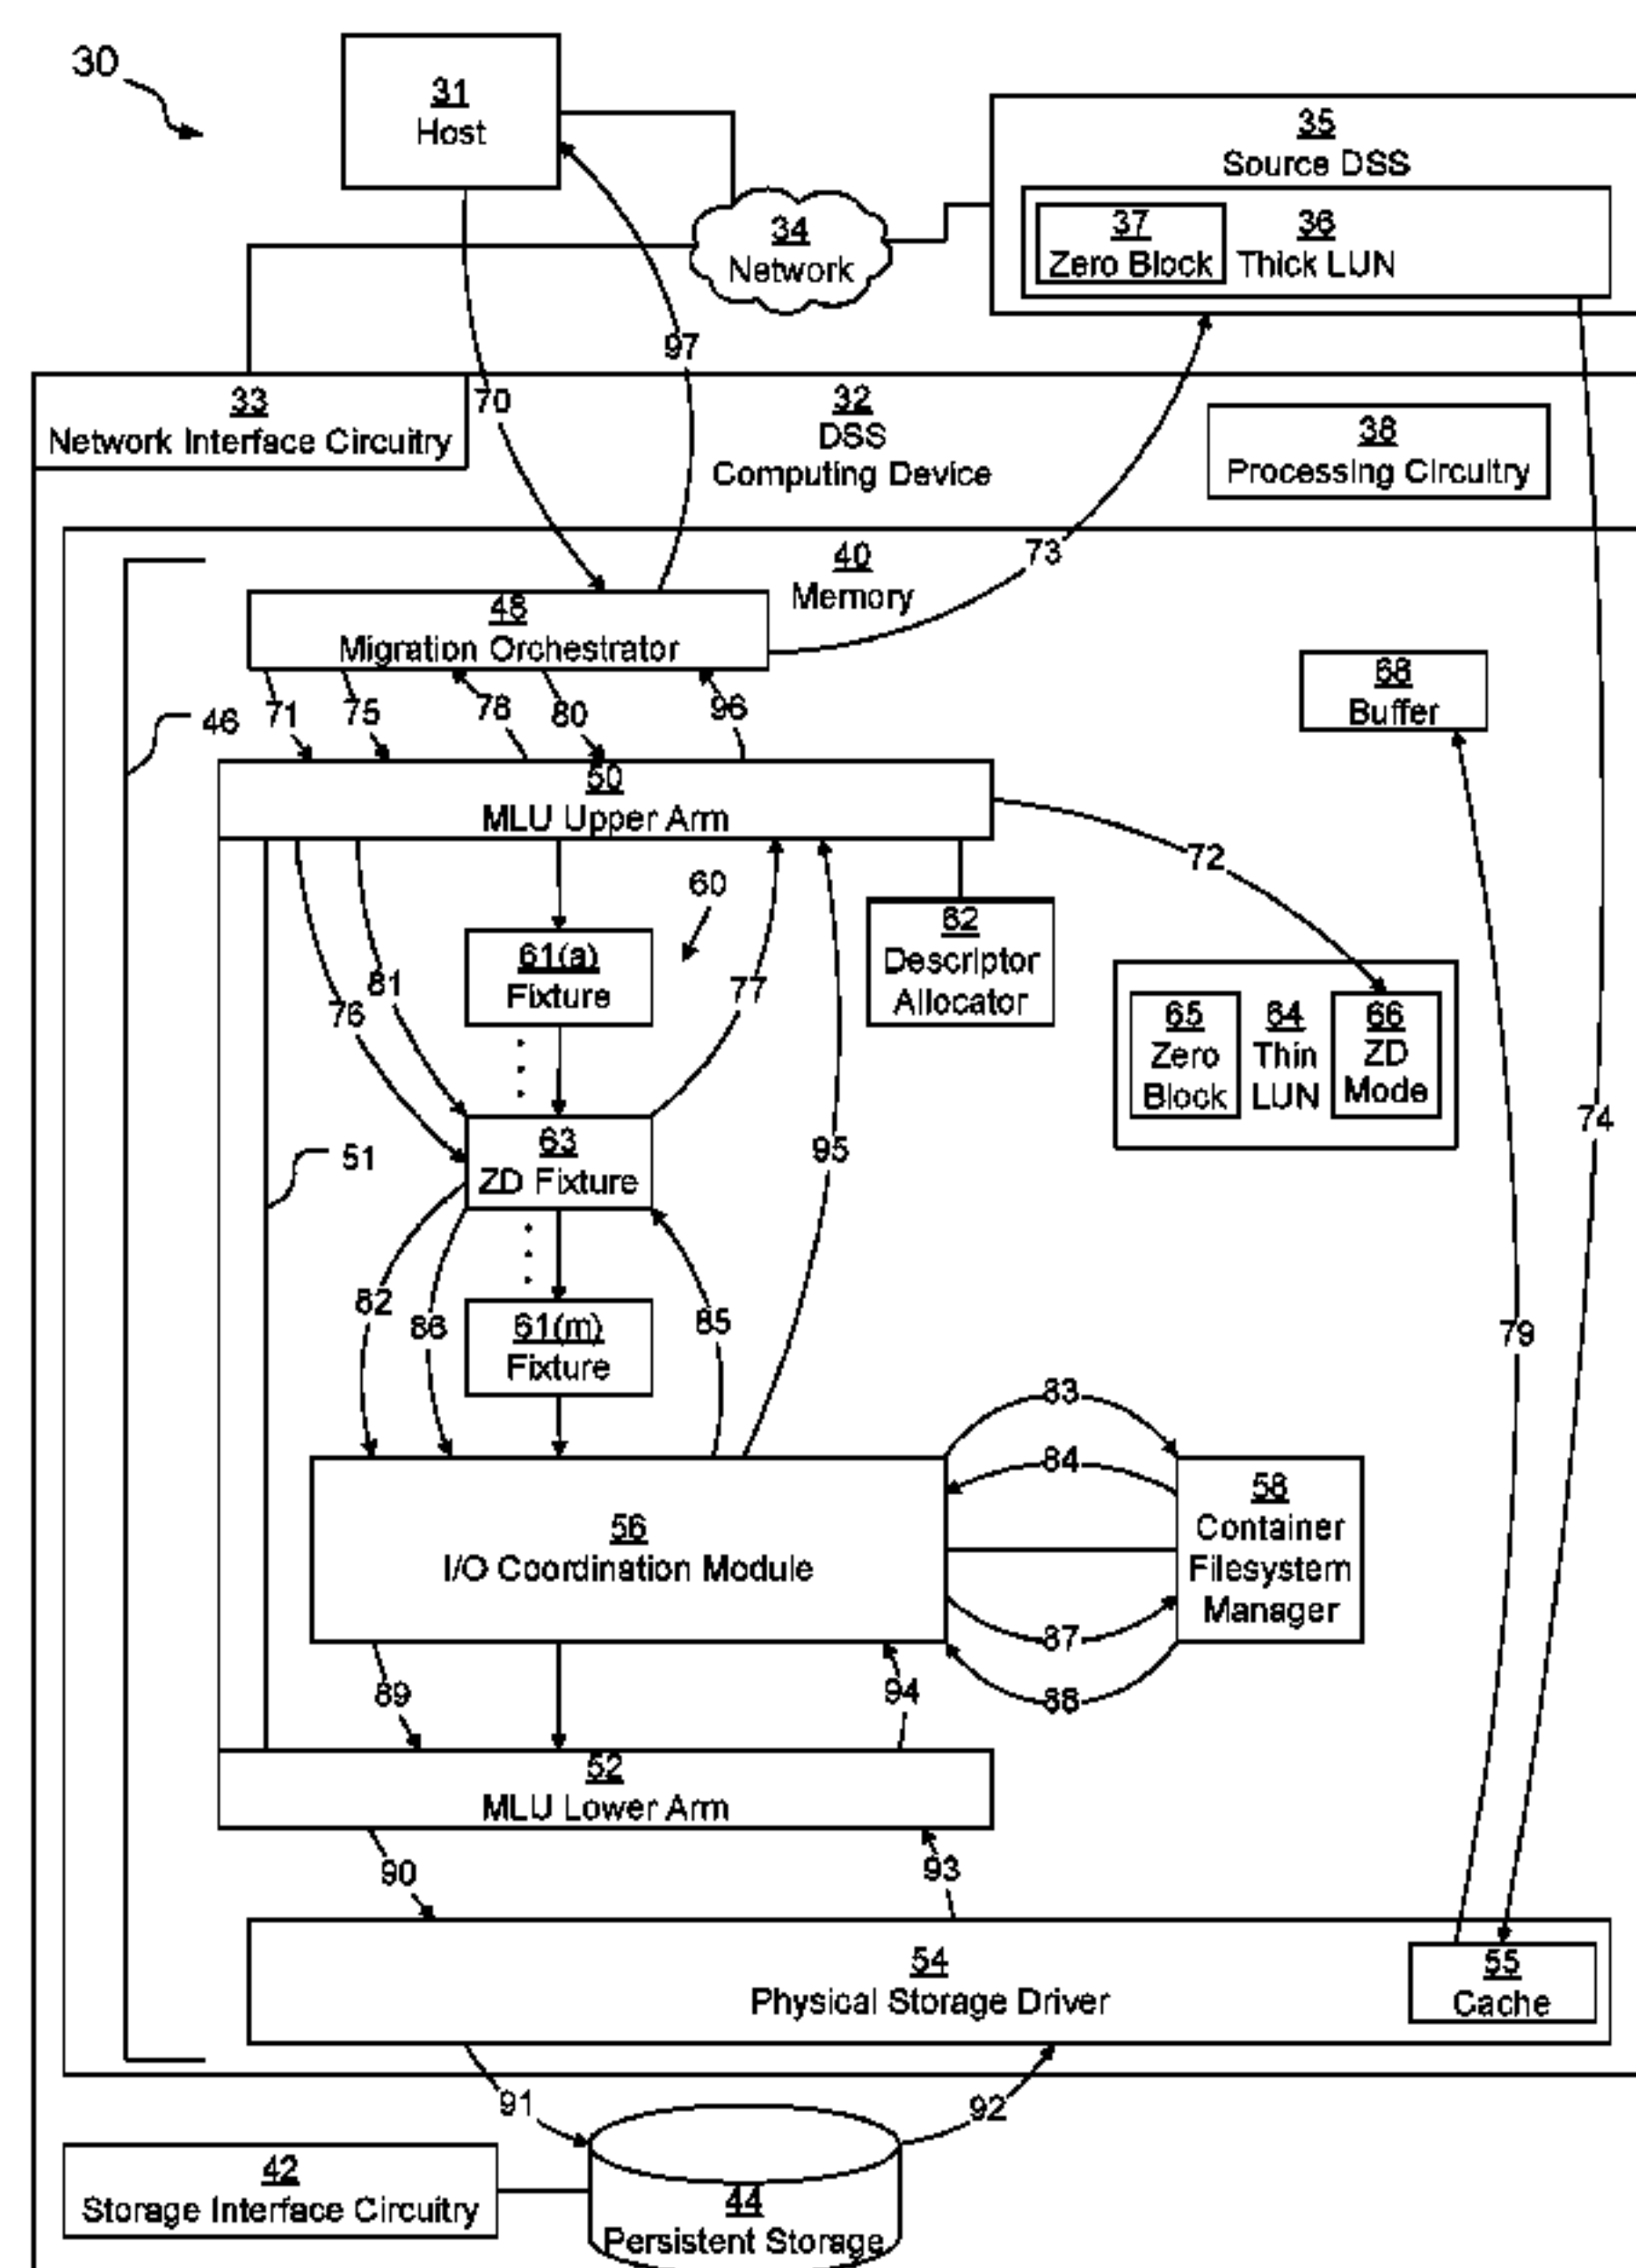 30
31
Host
35
Source DSS
37
Zero Block
36
Thick LUN
34
Network
97
70
33
Network Interface Circuitry
32
DSS
Computing Device
38
Processing Circuitry
73
40
Memory
48
Migration Orchestrator
68
Buffer
46
71
75
78
80
96
50
MLU Upper Arm
72
60
62
Descriptor
Allocator
61(a)
Fixture
81
76
77
65
Zero
Block
64
Thin
LUN
66
ZD
Mode
74
95
51
63
ZD Fixture
82
86
85
79
61(m)
Fixture
83
84
56
I/O Coordination Module
58
Container
Filesystem
Manager
87
88
89
94
52
MLU Lower Arm
90
93
54
Physical Storage Driver
55
Cache
91
92
42
Storage Interface Circuitry
44
Persistent Storage